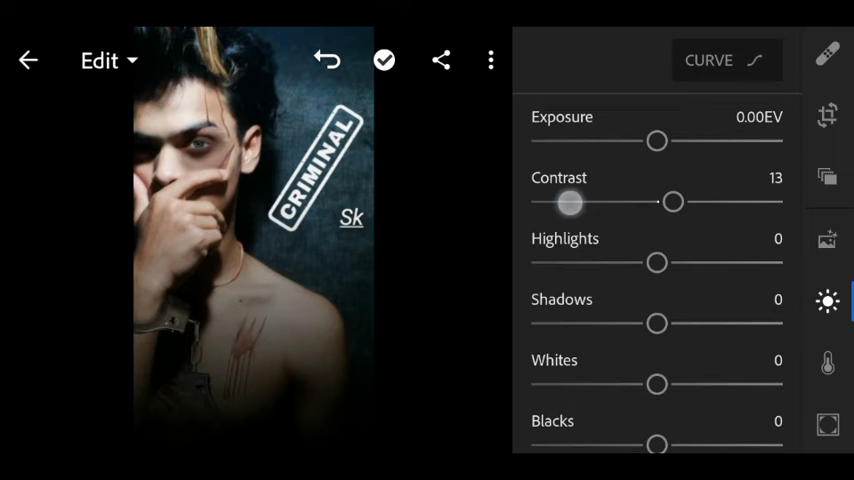 Edit
CURVE
Exposure 0.00EV
Contrast 13
Highlights 0
Shadows 0
Whites 0
Blacks 0
CRIMINAL
Sk